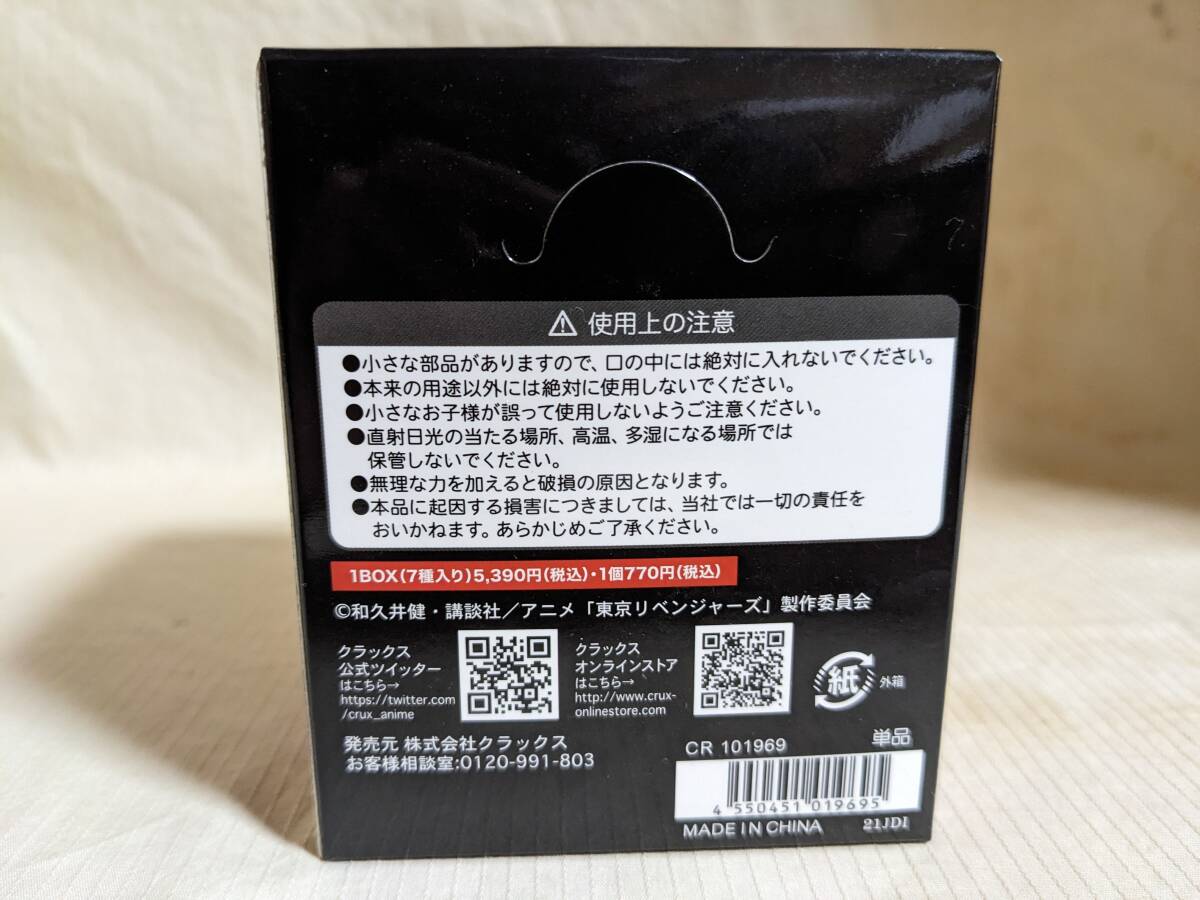 ⚠ 使用上の注意
●小さな部品がありますので、口の中には絶対に入れないでください。
●本来の用途以外には絶対に使用しないでください。
●小さなお子様が誤って使用しないようご注意ください。
●直射日光の当たる場所、高温、多湿になる場所では
保管しないでください。
●無理な力を加えると破損の原因となります。
●本品に起因する損害につきましては、当社では一切の責任を
おいかねます。あらかじめご了承ください。
1BOX(7種入り)5,390円(税込)・1個770円(税込)
©和久井健・講談社／アニメ「東京リベンジャーズ」製作委員会
クラックス
公式ツイッター
はこちら→
https://twitter.com
/crux_anime
クラックス
オンラインストア
はこちら→
http://www.crux-
onlinestore.com
紙 外箱
発売元 株式会社クラックス
お客様相談室:0120-991-803
CR 101969 単品
4 550451 019695
MADE IN CHINA 21JDI